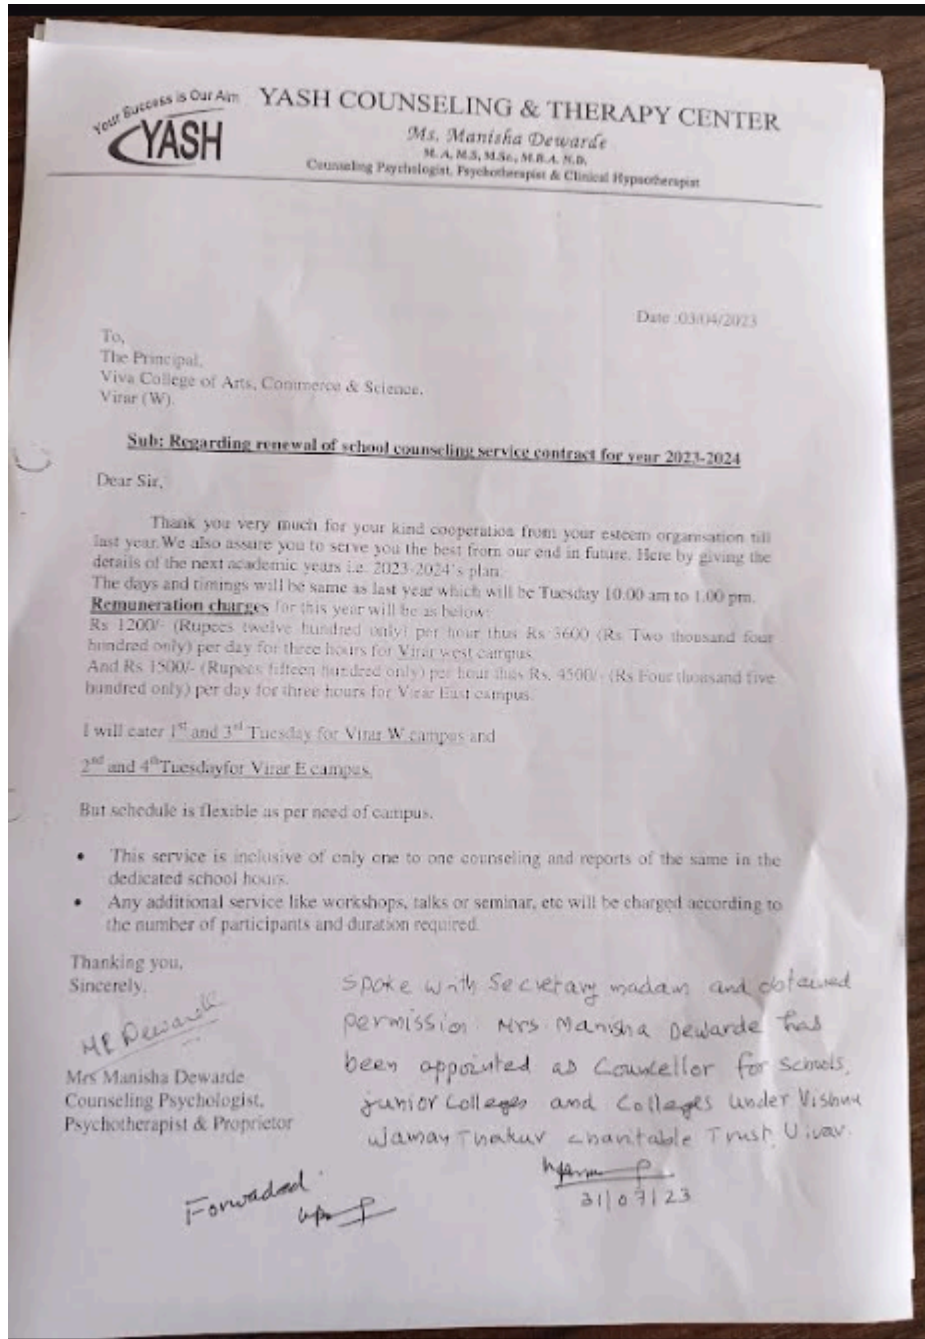 Your Success is Our Aim
YASH
YASH COUNSELING & THERAPY CENTER
Ms. Manisha Dewarde
M. A, M.S, M.Sc., M.B.A. N.D.
Counseling Psychologist, Psychotherapist & Clinical Hypnotherapist
Date :03/04/2023
To,
The Principal,
Viva College of Arts, Commerce & Science,
Virar (W).
Sub: Regarding renewal of school counseling service contract for year 2023-2024
Dear Sir,
Thank you very much for your kind cooperation from your esteem organisation till
last year.We also assure you to serve you the best from our end in future. Here by giving the
details of the next academic years i.e. 2023-2024's plan.
The days and timings will be same as last year which will be Tuesday 10.00 am to 1.00 pm.
Remuneration charges for this year will be as below:
Rs 1200/- (Rupees twelve hundred only) per hour thus Rs 3600 (Rs Two thousand four
hundred only) per day for three hours for Virar west campus
And Rs 1500/- (Rupees fifteen hundred only) per hour thus Rs. 4500/- (Rs Four thousand five
hundred only) per day for three hours for Virar East campus.
I will cater 1st and 3rd Tuesday for Virar W campus and
2nd and 4th Tuesdayfor Virar E campus.
But schedule is flexible as per need of campus.
• This service is inclusive of only one to one counseling and reports of the same in the
dedicated school hours.
• Any additional service like workshops, talks or seminar, etc will be charged according to
the number of participants and duration required.
Thanking you,
Sincerely,
Dewarde
Mrs Manisha Dewarde
Counseling Psychologist,
Psychotherapist & Proprietor
Spoke with Secretary madam and obtained
permission. Mrs. Manisha Dewarde has
been appointed as Councellor for Schools,
junior Colleges and Colleges under Vishnu
Waman Thakur Charitable Trust, Virar.
31/07/23
Forwaded